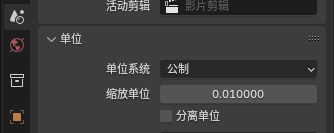 活动剪辑 影片剪辑
单位
单位系统 公制
缩放单位 0.010000
分离单位